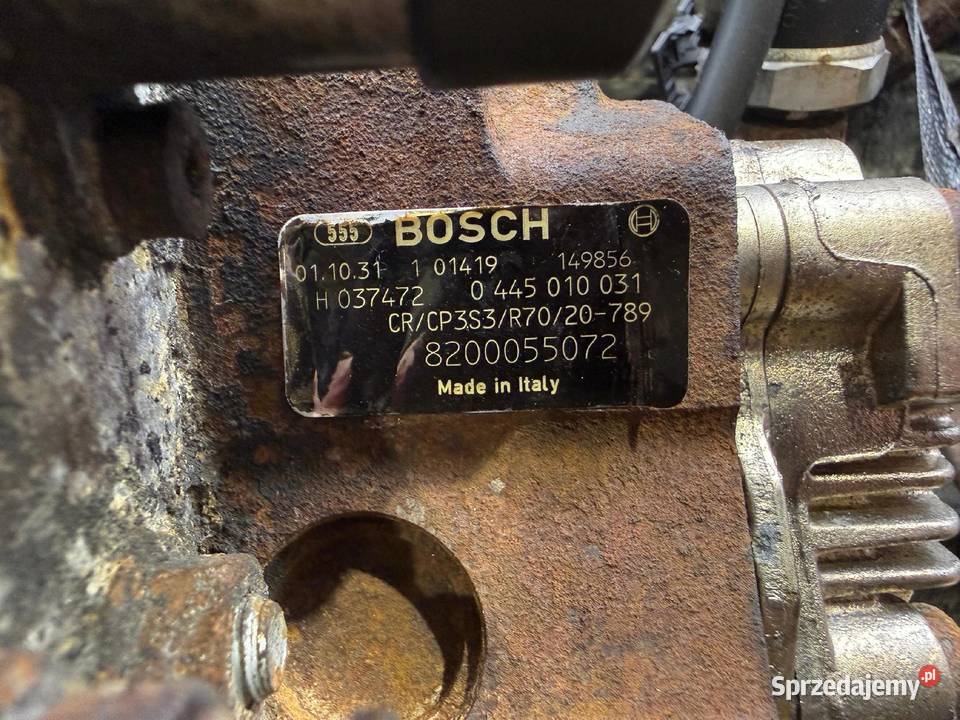 555 BOSCH
01.10.31 1 01419 149856
H 037472 0 445 010 031
CR/CP3S3/R70/20-789
8200055072
Made in Italy
Sprzedajemy.pl